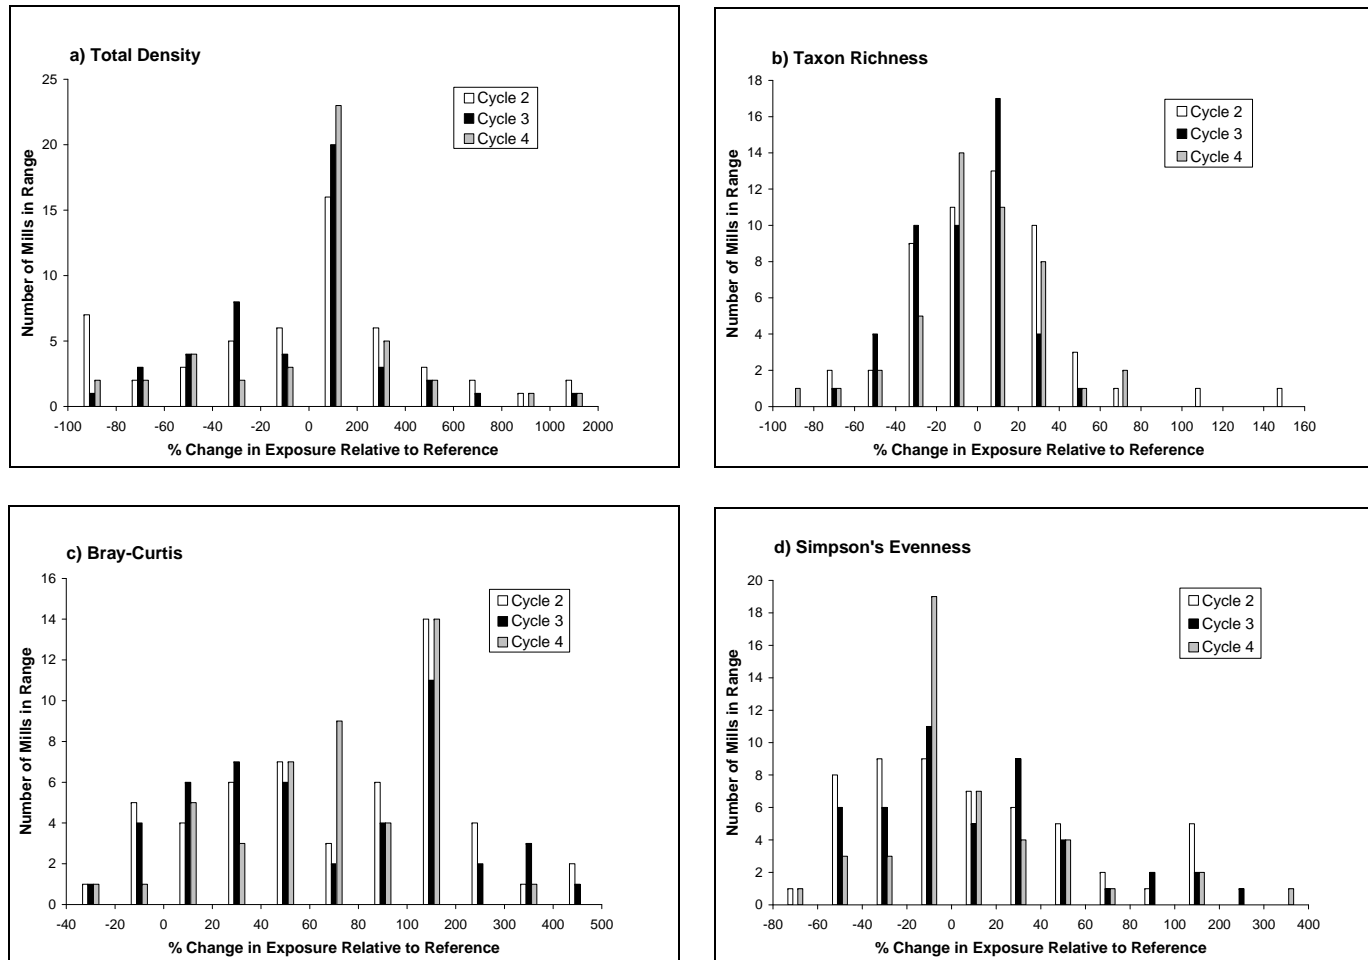 a) Total Density
25
20
15
10
5
0
Number of Mills in Range
Cycle 2
Cycle 3
Cycle 4
-100 -80 -60 -40 -20 0 200 400 600 800 1000 2000
% Change in Exposure Relative to Reference
b) Taxon Richness
18
16
14
12
10
8
6
4
2
0
Number of Mills in Range
Cycle 2
Cycle 3
Cycle 4
-100 -80 -60 -40 -20 0 20 40 60 80 100 120 140 160
% Change in Exposure Relative to Reference
c) Bray-Curtis
16
14
12
10
8
6
4
2
0
Number of Mills in Range
Cycle 2
Cycle 3
Cycle 4
-40 -20 0 20 40 60 80 100 200 300 400 500
% Change in Exposure Relative to Reference
d) Simpson's Evenness
20
18
16
14
12
10
8
6
4
2
0
Number of Mills in Range
Cycle 2
Cycle 3
Cycle 4
-80 -60 -40 -20 0 20 40 60 80 100 200 300 400
% Change in Exposure Relative to Reference